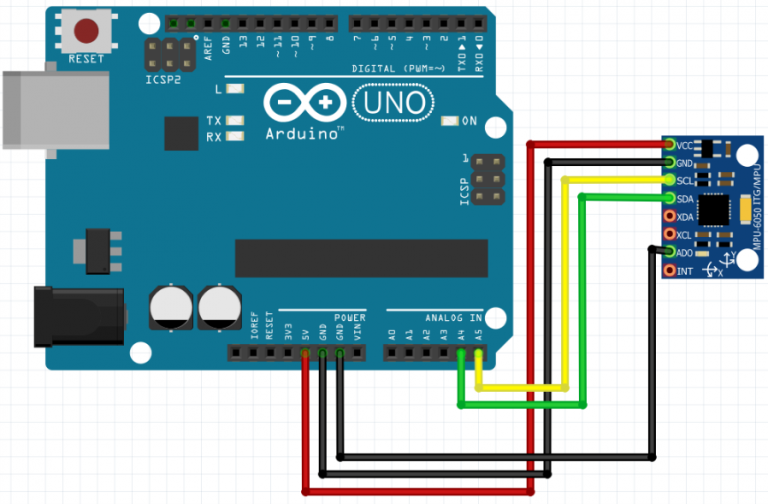 RESET
ICSP2
AREF
GND
13
12
~11
~10
~9
8
7
~6
~5
4
~3
2
TX0▶1
RX0◀0
DIGITAL (PWM=~)
L
TX
RX
UNO
Arduino™
ON
1
ICSP
POWER
ANALOG IN
IOREF
RESET
3V3
5V
GND
GND
VIN
A0
A1
A2
A3
A4
A5
VCC
GND
SCL
SDA
XDA
XCL
ADO
INT
MPU-6050 ITG/MPU
Y
X